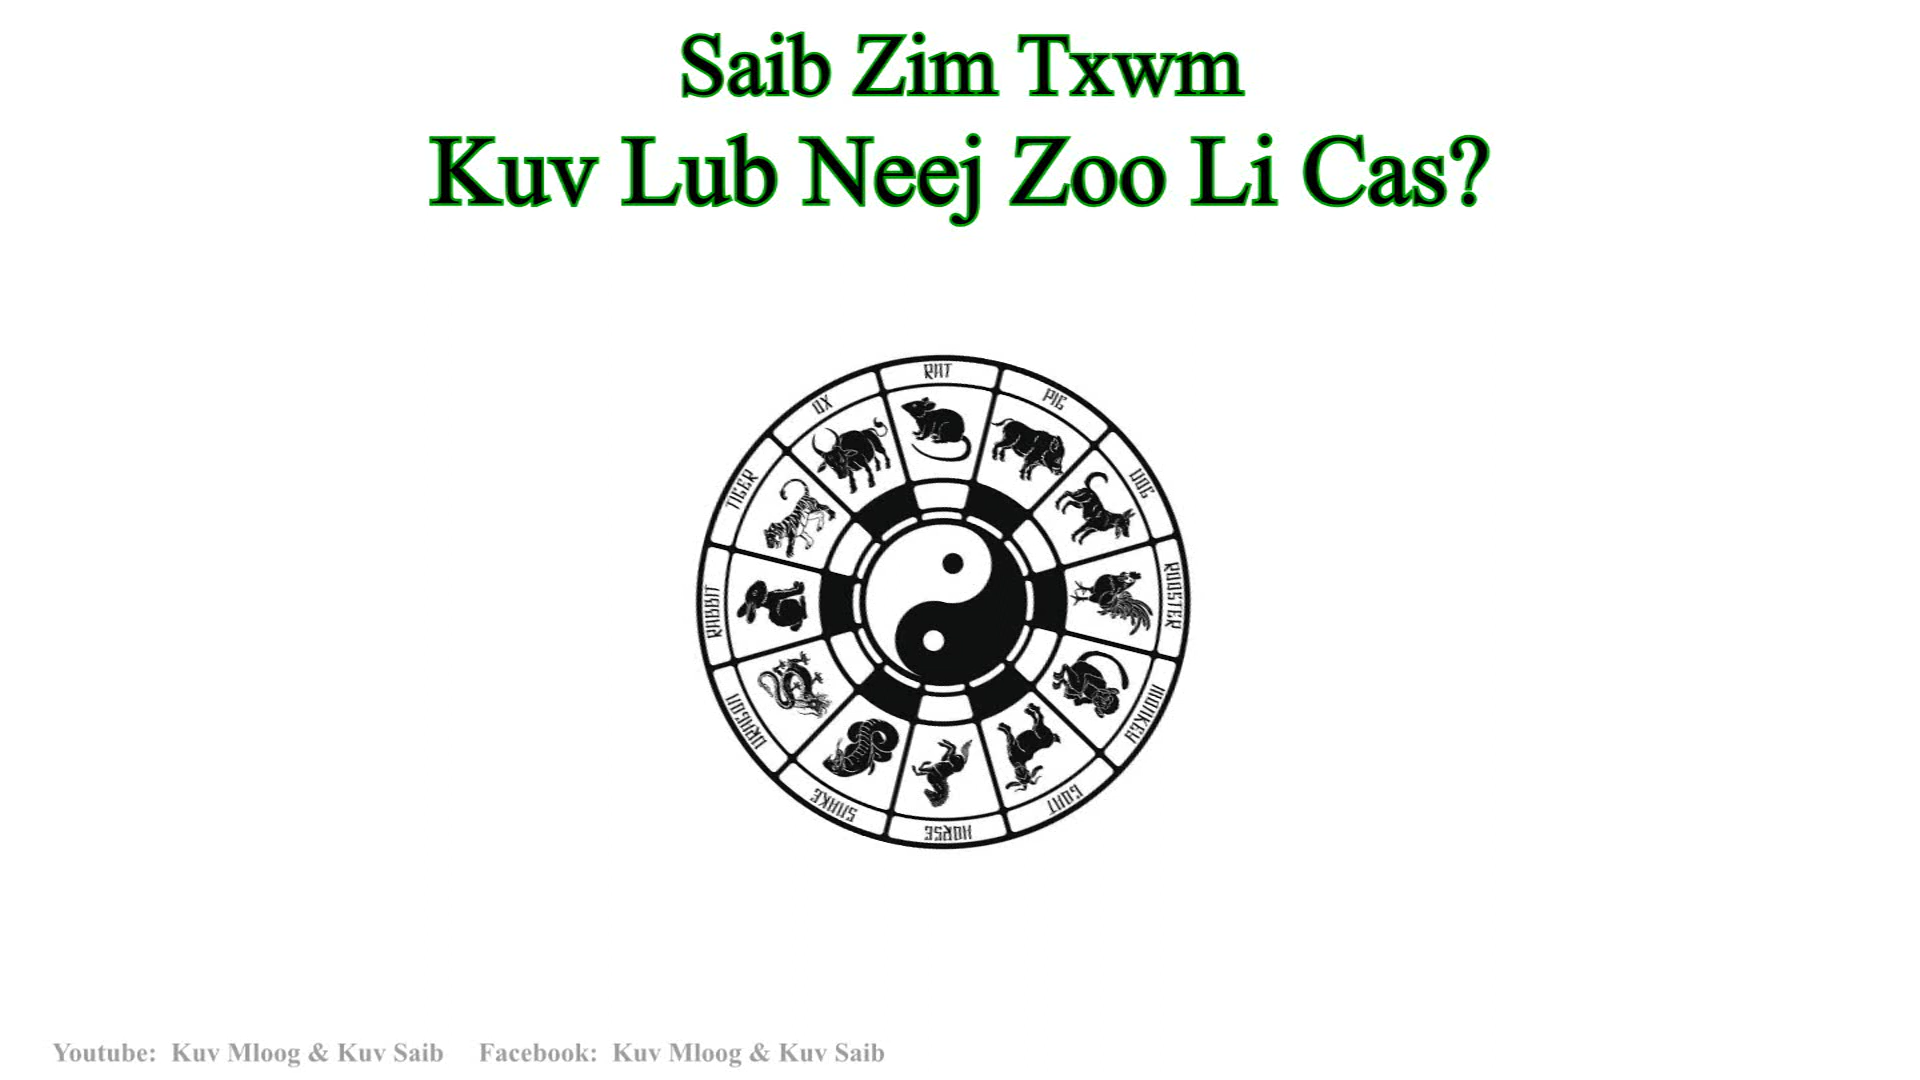 Saib Zim Txwm
Kuv Lub Neej Zoo Li Cas?
RAT
PIG
DOG
ROOSTER
MONKEY
GOAT
HORSE
SNAKE
DRAGON
RABBIT
TIGER
OX
Youtube: Kuv Mloog & Kuv Saib Facebook: Kuv Mloog & Kuv Saib